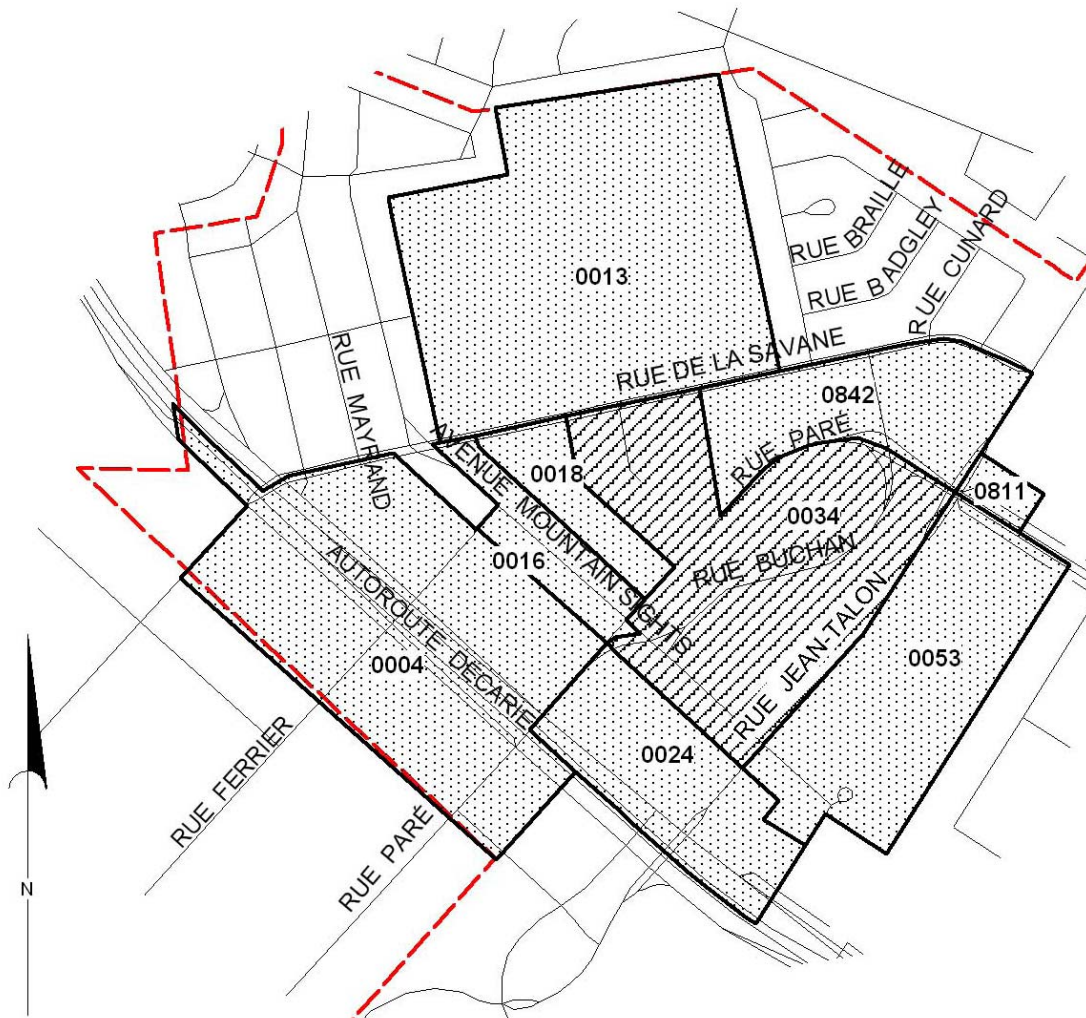 RUE BRAILLE
RUE BADGLEY
RUE CUNARD
0013
RUE MAYRAND
RUE DE LA SAVANE
0842
AVENUE MOUNTAIN SIGHTS
0018
RUE PARÉ
0811
0034
0016
RUE BUCHAN
AUTOROUTE DÉCARIE
0004
RUE JEAN-TALON
0053
0024
RUE FERRIER
RUE PARÉ
N